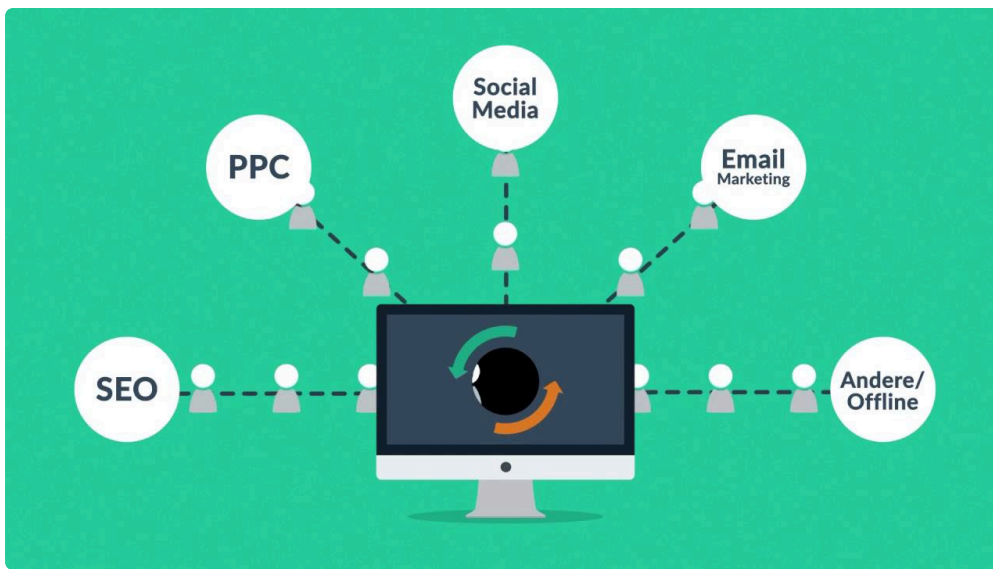 Social
Media
PPC
Email
Marketing
SEO
Andere/
Offline